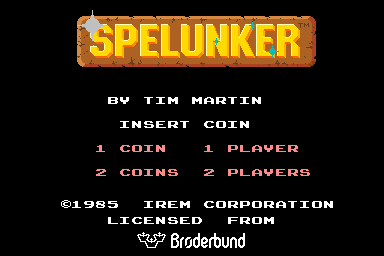 SPELUNKER™
BY TIM MARTIN
INSERT COIN
1 COIN 1 PLAYER
2 COINS 2 PLAYERS
©1985 IREM CORPORATION
LICENSED FROM
Brøderbund